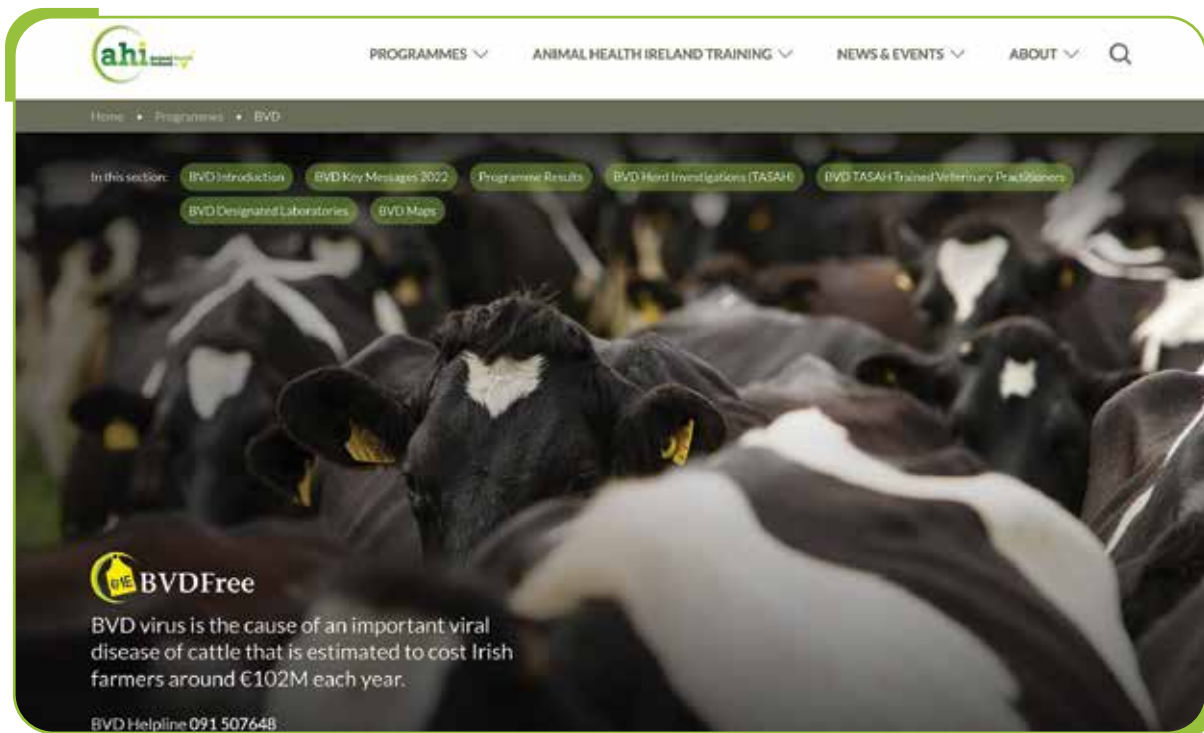 ahi
PROGRAMMES ANIMAL HEALTH IRELAND TRAINING NEWS & EVENTS ABOUT
Home • Programmes • BVD
In this section: BVD Introduction BVD Key Messages 2022 Programme Results BVD Herd Investigations (TASAH) BVD TASAH Trained Veterinary Practitioners
BVD Designated Laboratories BVD Maps
BVDFree
BVD virus is the cause of an important viral
disease of cattle that is estimated to cost Irish
farmers around €102M each year.
BVD Helpline 091 507648